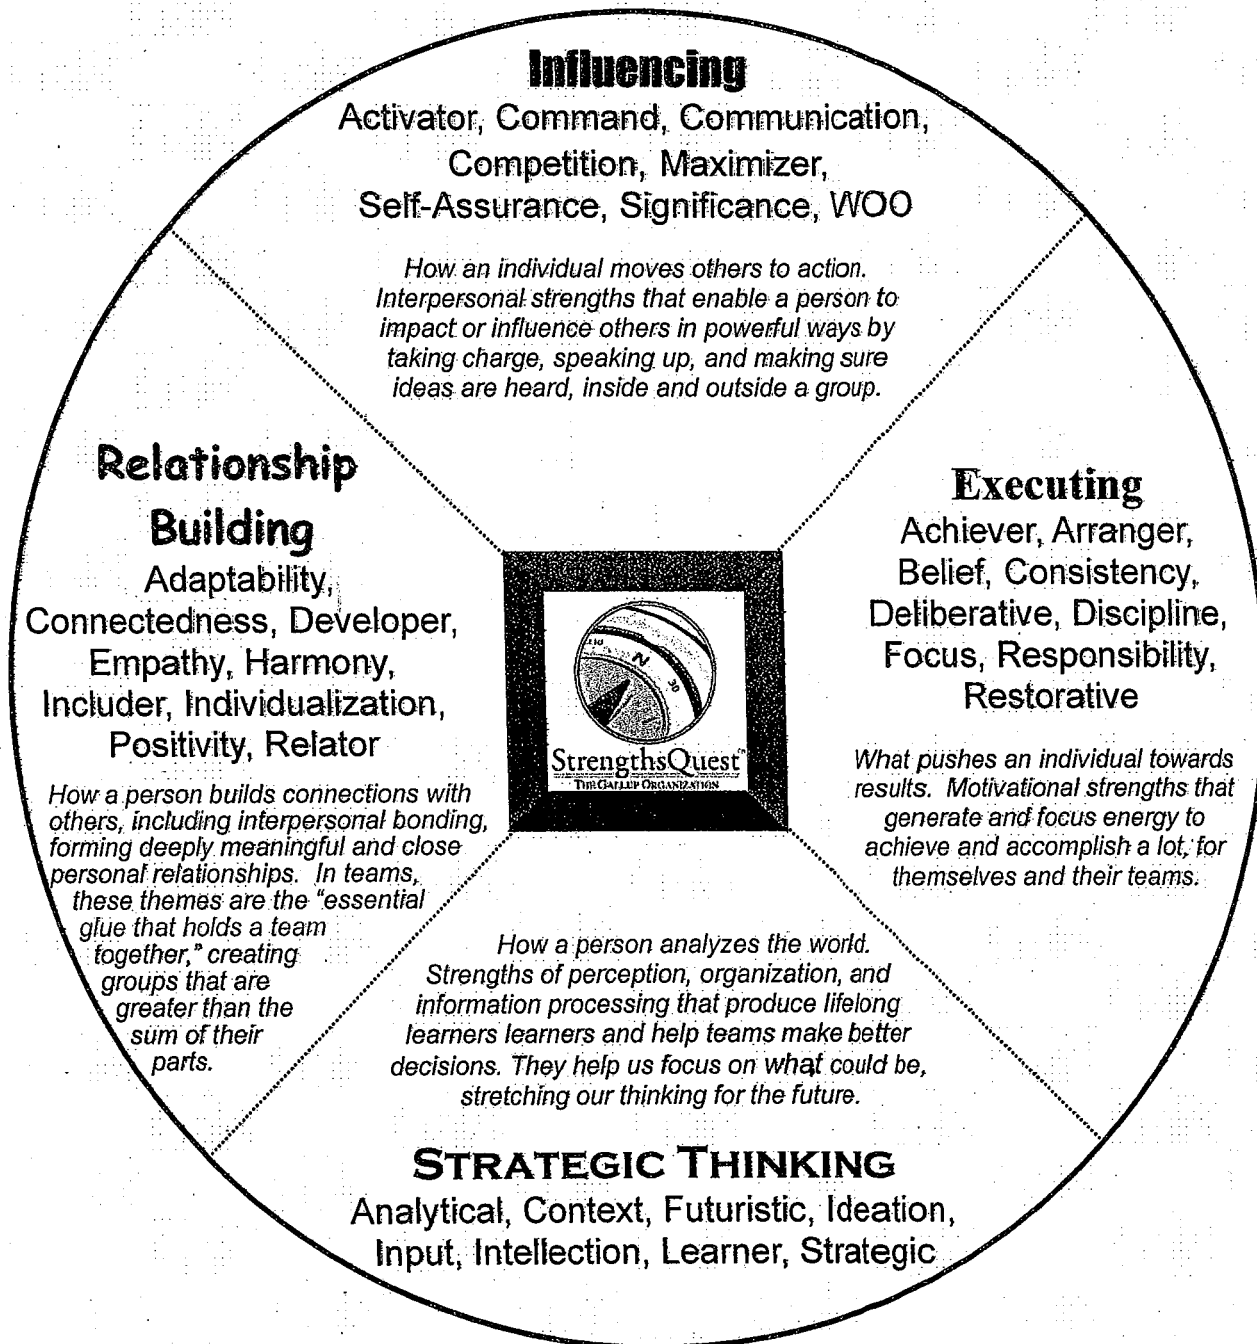 Influencing
Activator, Command, Communication,
Competition, Maximizer,
Self-Assurance, Significance, WOO
How an individual moves others to action.
Interpersonal strengths that enable a person to
impact or influence others in powerful ways by
taking charge, speaking up, and making sure
ideas are heard, inside and outside a group.
Relationship
Building
Adaptability,
Connectedness, Developer,
Empathy, Harmony,
Includer, Individualization,
Positivity, Relator
How a person builds connections with
others, including interpersonal bonding,
forming deeply meaningful and close
personal relationships. In teams,
these themes are the "essential
glue that holds a team
together," creating
groups that are
greater than the
sum of their
parts.
N
30
StrengthsQuest™
THE GALLUP ORGANIZATION
Executing
Achiever, Arranger,
Belief, Consistency,
Deliberative, Discipline,
Focus, Responsibility,
Restorative
What pushes an individual towards
results. Motivational strengths that
generate and focus energy to
achieve and accomplish a lot, for
themselves and their teams.
How a person analyzes the world.
Strengths of perception, organization, and
information processing that produce lifelong
learners learners and help teams make better
decisions. They help us focus on what could be,
stretching our thinking for the future.
STRATEGIC THINKING
Analytical, Context, Futuristic, Ideation,
Input, Intellection, Learner, Strategic